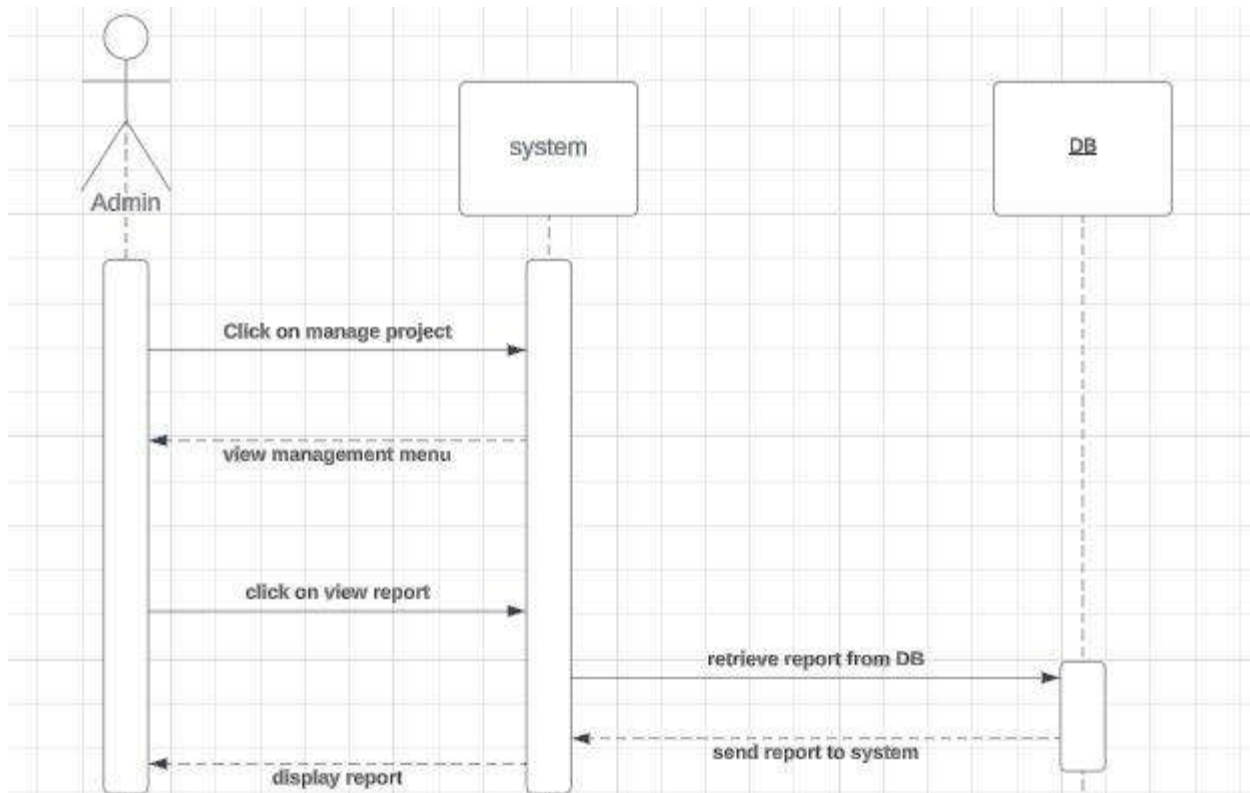 system
DB
Admin
Click on manage project
view management menu
click on view report
retrieve report from DB
send report to system
display report